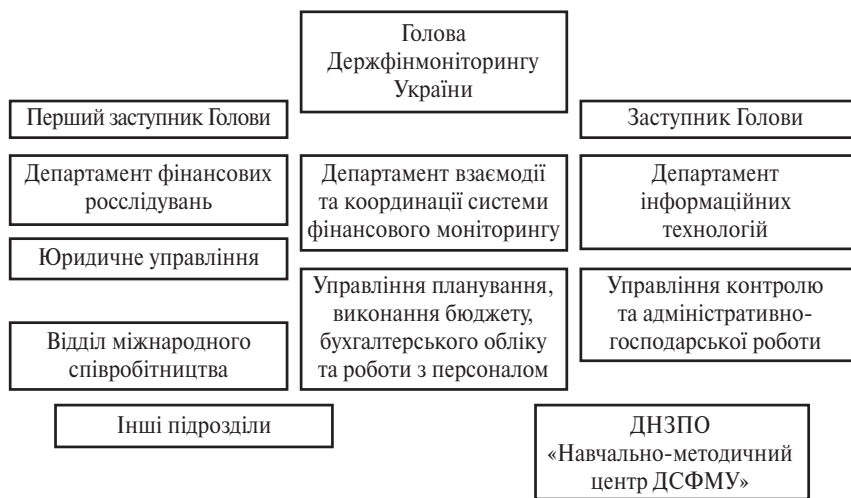 Голова
Держфінмоніторингу
України
Перший заступник Голови
Заступник Голови
Департамент фінансових
росслідувань
Департамент взаємодії
та координації системи
фінансового моніторингу
Департамент
інформаційних
технологій
Юридичне управління
Управління планування,
виконання бюджету,
бухгалтерського обліку
та роботи з персоналом
Управління контролю
та адміністративно-
господарської роботи
Відділ міжнародного
співробітництва
Інші підрозділи
ДНЗПО
«Навчально-методичний
центр ДСФМУ»